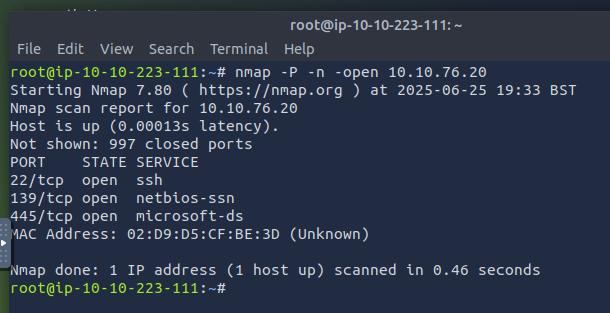 root@ip-10-10-223-111: ~
File Edit View Search Terminal Help
root@ip-10-10-223-111:~# nmap -P -n -open 10.10.76.20
Starting Nmap 7.80 ( https://nmap.org ) at 2025-06-25 19:33 BST
Nmap scan report for 10.10.76.20
Host is up (0.00013s latency).
Not shown: 997 closed ports
PORT    STATE SERVICE
22/tcp  open  ssh
139/tcp open  netbios-ssn
445/tcp open  microsoft-ds
MAC Address: 02:D9:D5:CF:BE:3D (Unknown)
Nmap done: 1 IP address (1 host up) scanned in 0.46 seconds
root@ip-10-10-223-111:~#